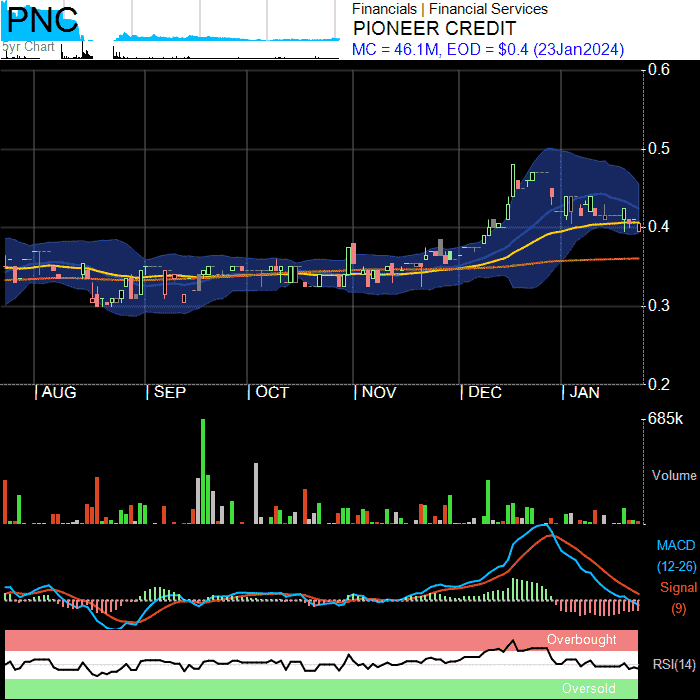 PNC
5yr Chart
Financials | Financial Services
PIONEER CREDIT
MC = 46.1M, EOD = $0.4 (23Jan2024)
0.6
0.5
0.4
0.3
0.2
| AUG | SEP | OCT | NOV | DEC | JAN
685k
Volume
MACD
(12-26)
Signal
(9)
Overbought
RSI(14)
Oversold